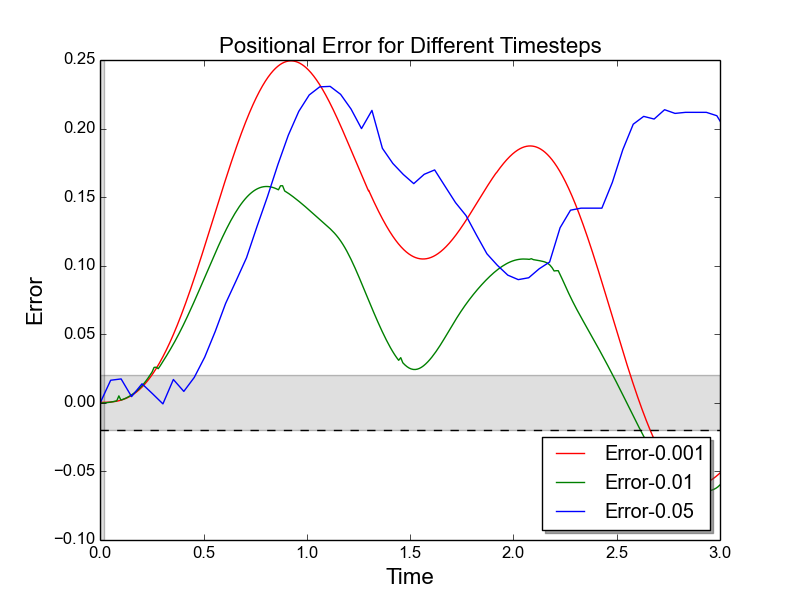 Positional Error for Different Timesteps
0.25
0.20
0.15
0.10
0.05
0.00
−0.05
−0.10
Error
0.0 0.5 1.0 1.5 2.0 2.5 3.0
Time
Error-0.001
Error-0.01
Error-0.05